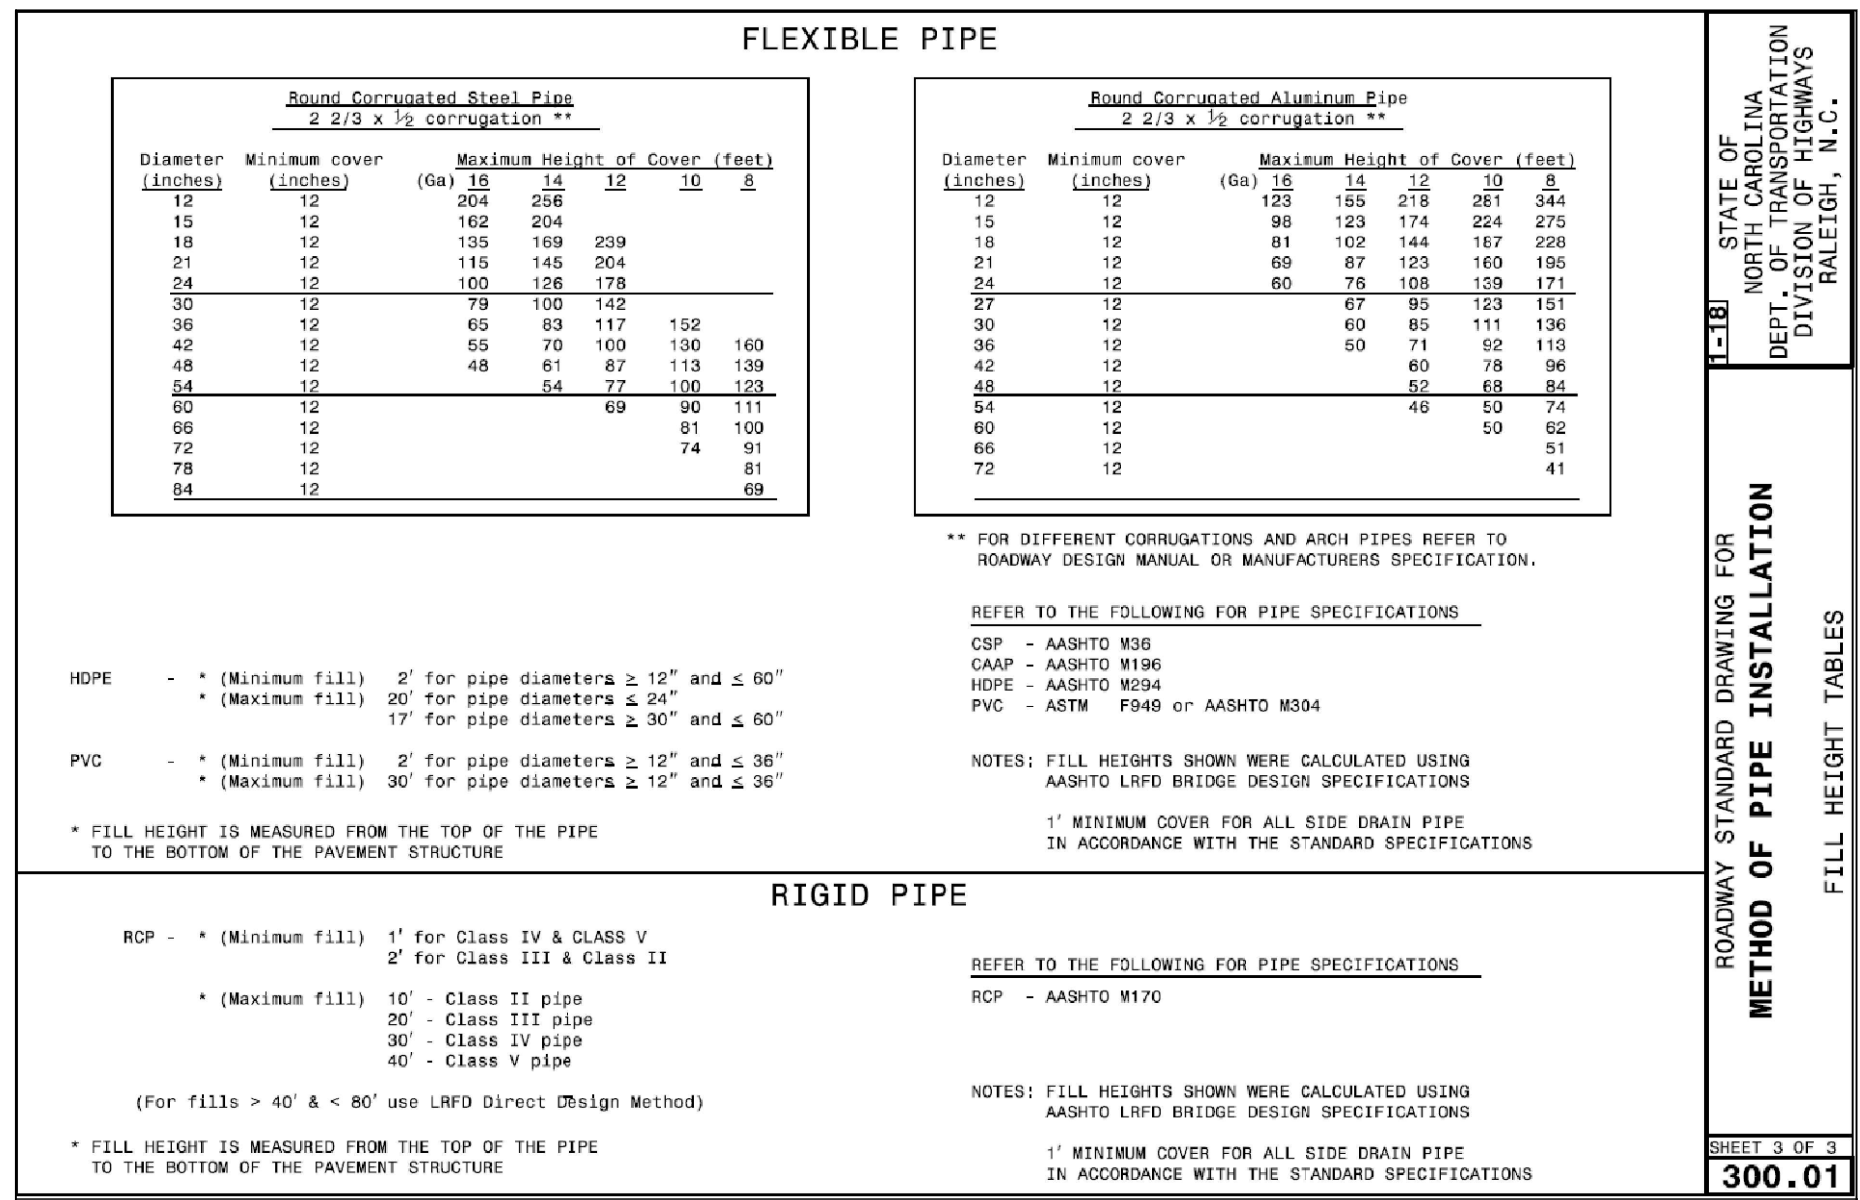 FLEXIBLE PIPE
Round Corrugated Steel Pipe
2 2/3 x ½ corrugation **
Diameter Minimum cover Maximum Height of Cover (feet)
(inches) (inches) (Ga) 16 14 12 10 8
12 12 204 256
15 12 162 204
18 12 135 169 239
21 12 115 145 204
24 12 100 126 178
30 12 79 100 142
36 12 65 83 117 152
42 12 55 70 100 130 160
48 12 48 61 87 113 139
54 12 54 77 100 123
60 12 69 90 111
66 12 81 100
72 12 74 91
78 12 81
84 12 69
Round Corrugated Aluminum Pipe
2 2/3 x ½ corrugation **
Diameter Minimum cover Maximum Height of Cover (feet)
(inches) (inches) (Ga) 16 14 12 10 8
12 12 123 155 218 281 344
15 12 98 123 174 224 275
18 12 81 102 144 187 228
21 12 69 87 123 160 195
24 12 60 76 108 139 171
27 12 67 95 123 151
30 12 60 85 111 136
36 12 50 71 92 113
42 12 60 78 96
48 12 52 68 84
54 12 46 50 74
60 12 50 62
66 12 51
72 12 41
** FOR DIFFERENT CORRUGATIONS AND ARCH PIPES REFER TO
ROADWAY DESIGN MANUAL OR MANUFACTURERS SPECIFICATION.
REFER TO THE FOLLOWING FOR PIPE SPECIFICATIONS
CSP - AASHTO M36
CAAP - AASHTO M196
HDPE - AASHTO M294
PVC - ASTM F949 or AASHTO M304
HDPE - * (Minimum fill) 2' for pipe diameters ≥ 12" and ≤ 60"
* (Maximum fill) 20' for pipe diameters ≤ 24"
17' for pipe diameters ≥ 30" and ≤ 60"
PVC - * (Minimum fill) 2' for pipe diameters ≥ 12" and ≤ 36"
* (Maximum fill) 30' for pipe diameters ≥ 12" and ≤ 36"
* FILL HEIGHT IS MEASURED FROM THE TOP OF THE PIPE
TO THE BOTTOM OF THE PAVEMENT STRUCTURE
NOTES: FILL HEIGHTS SHOWN WERE CALCULATED USING
AASHTO LRFD BRIDGE DESIGN SPECIFICATIONS
1' MINIMUM COVER FOR ALL SIDE DRAIN PIPE
IN ACCORDANCE WITH THE STANDARD SPECIFICATIONS
RIGID PIPE
RCP - * (Minimum fill) 1' for Class IV & CLASS V
2' for Class III & Class II
* (Maximum fill) 10' - Class II pipe
20' - Class III pipe
30' - Class IV pipe
40' - Class V pipe
(For fills > 40' & < 80' use LRFD Direct Design Method)
* FILL HEIGHT IS MEASURED FROM THE TOP OF THE PIPE
TO THE BOTTOM OF THE PAVEMENT STRUCTURE
REFER TO THE FOLLOWING FOR PIPE SPECIFICATIONS
RCP - AASHTO M170
NOTES: FILL HEIGHTS SHOWN WERE CALCULATED USING
AASHTO LRFD BRIDGE DESIGN SPECIFICATIONS
1' MINIMUM COVER FOR ALL SIDE DRAIN PIPE
IN ACCORDANCE WITH THE STANDARD SPECIFICATIONS
1-18
STATE OF
NORTH CAROLINA
DEPT. OF TRANSPORTATION
DIVISION OF HIGHWAYS
RALEIGH, N.C.
ROADWAY STANDARD DRAWING FOR
METHOD OF PIPE INSTALLATION
FILL HEIGHT TABLES
SHEET 3 OF 3
300.01